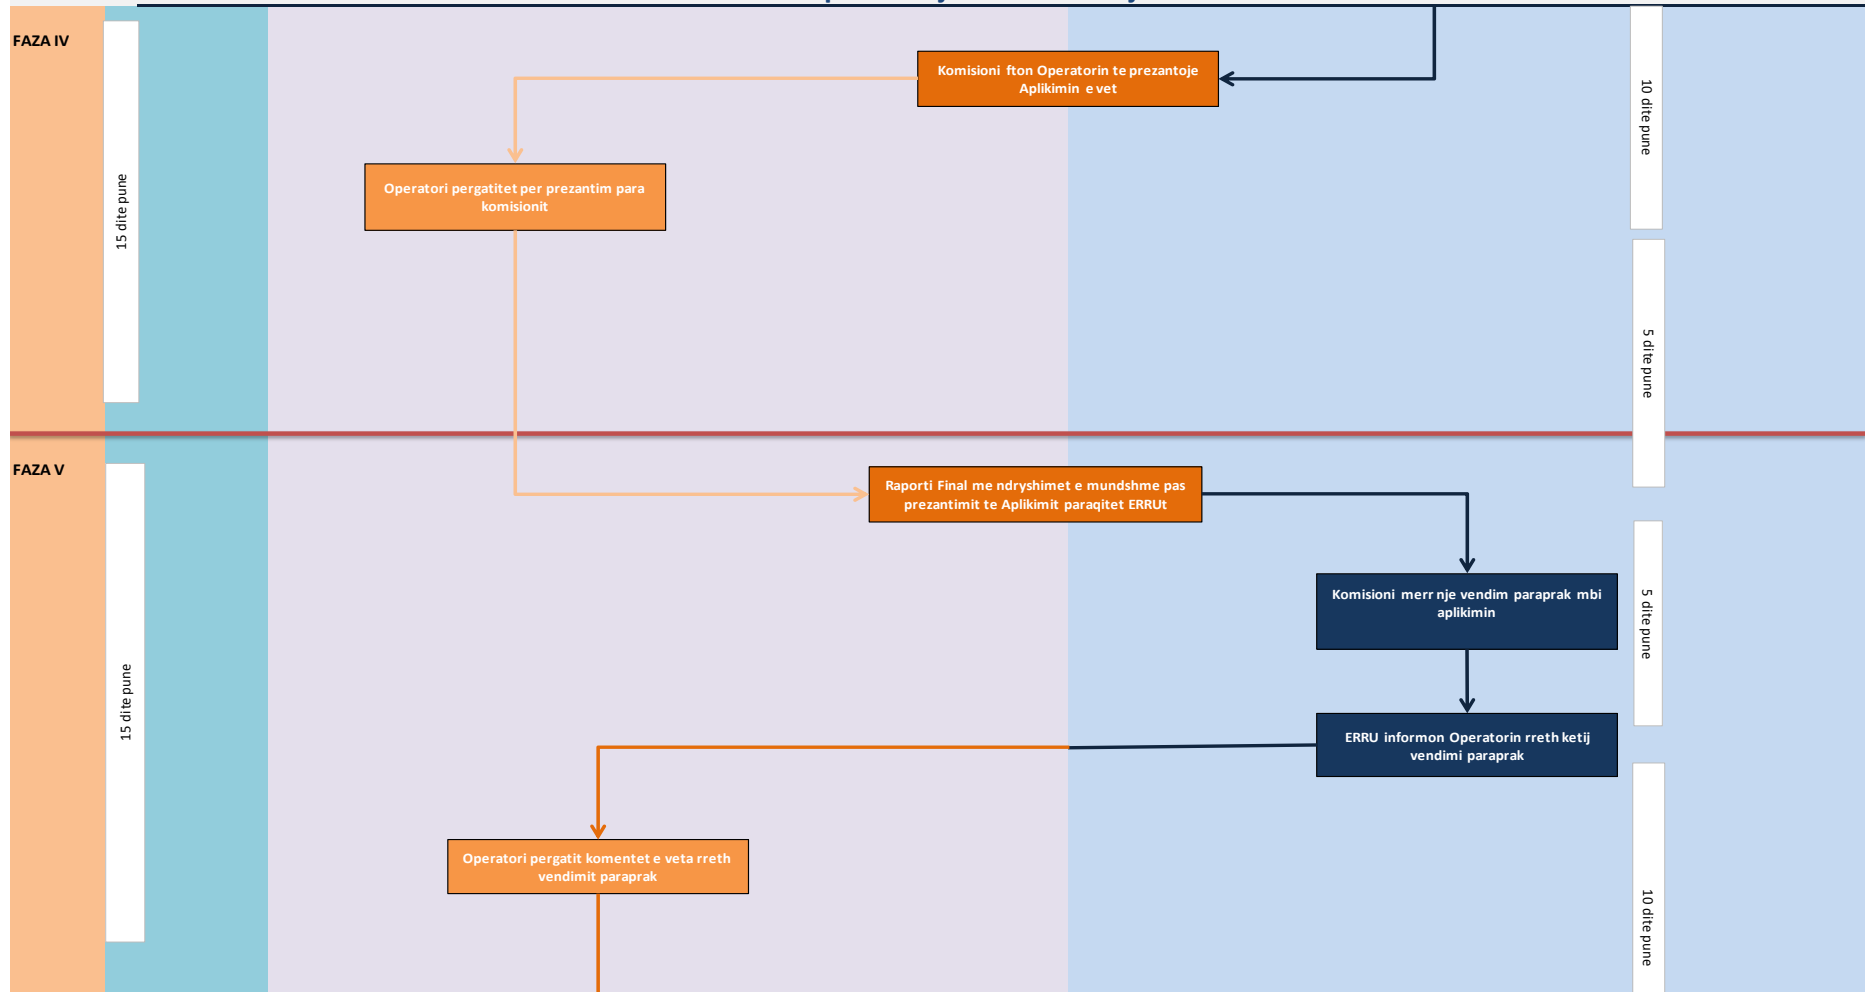 FAZA IV
Komisioni fton Operatorin te prezantoje
Aplikimin e vet
10 dite pune
15 dite pune
Operatori pergatitet per prezantim para
komisionit
5 dite pune
FAZA V
Raporti Final me ndryshimet e mundshme pas
prezantimit te Aplikimit paraqitet ERRUt
Komisioni merr nje vendim paraprak mbi
aplikimin
5 dite pune
15 dite pune
ERRU informon Operatorin rreth ketij
vendimi paraprak
Operatori pergatit komentet e veta rreth
vendimit paraprak
10 dite pune